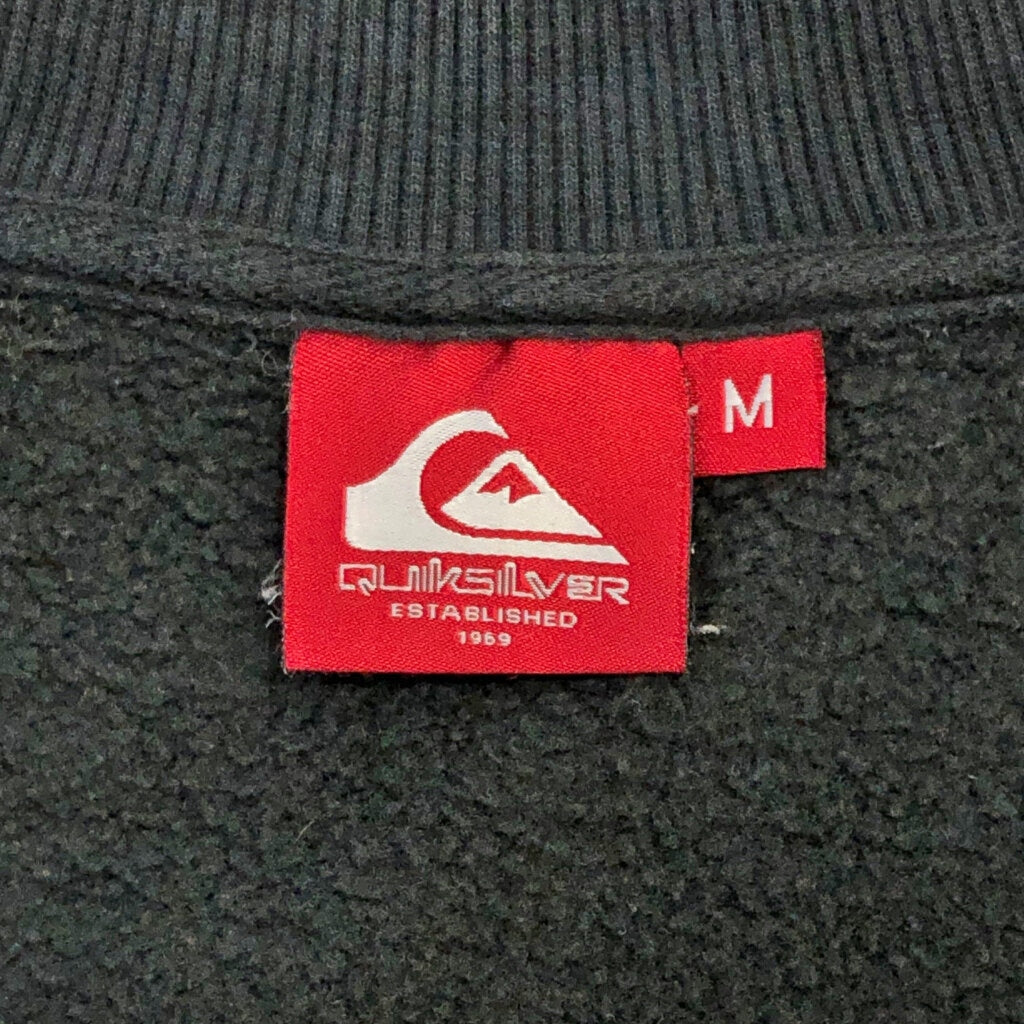 M
QUIKSILVER
ESTABLISHED
1969